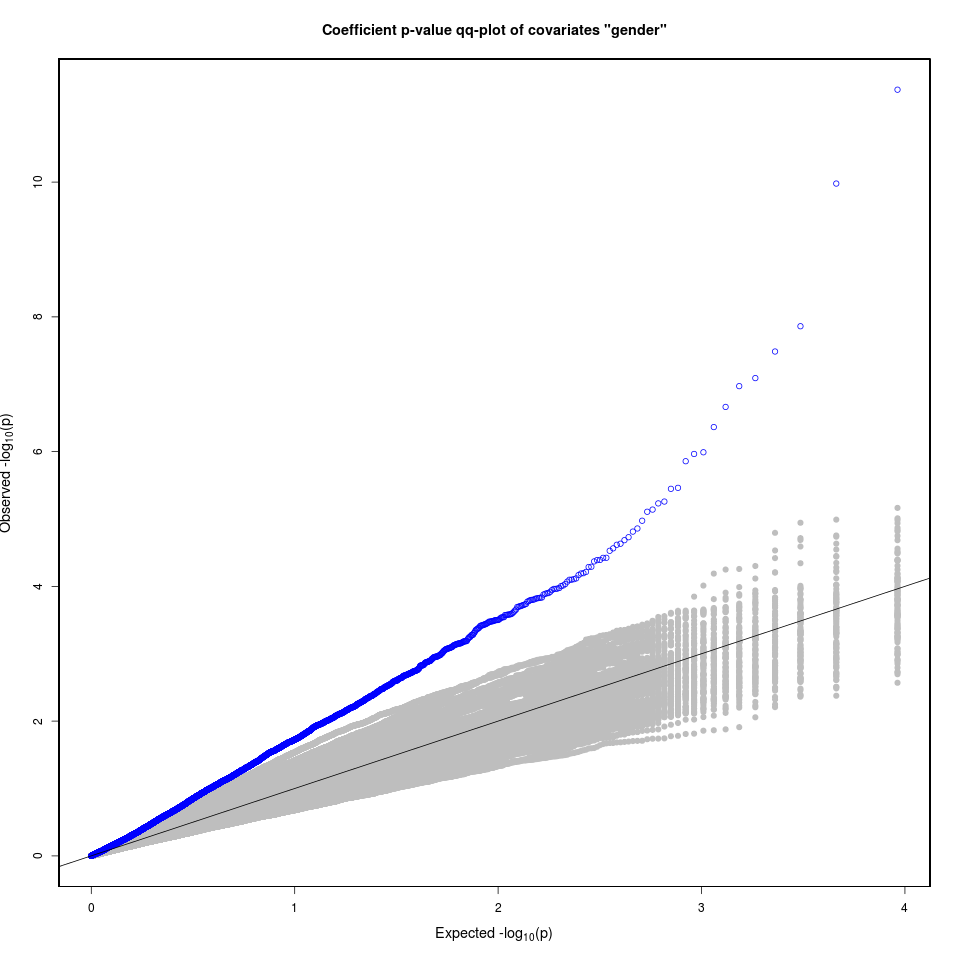 Coefficient p-value qq-plot of covariates "gender"
Observed -log10(p)
10
8
6
4
2
0
0 1 2 3 4
Expected -log10(p)